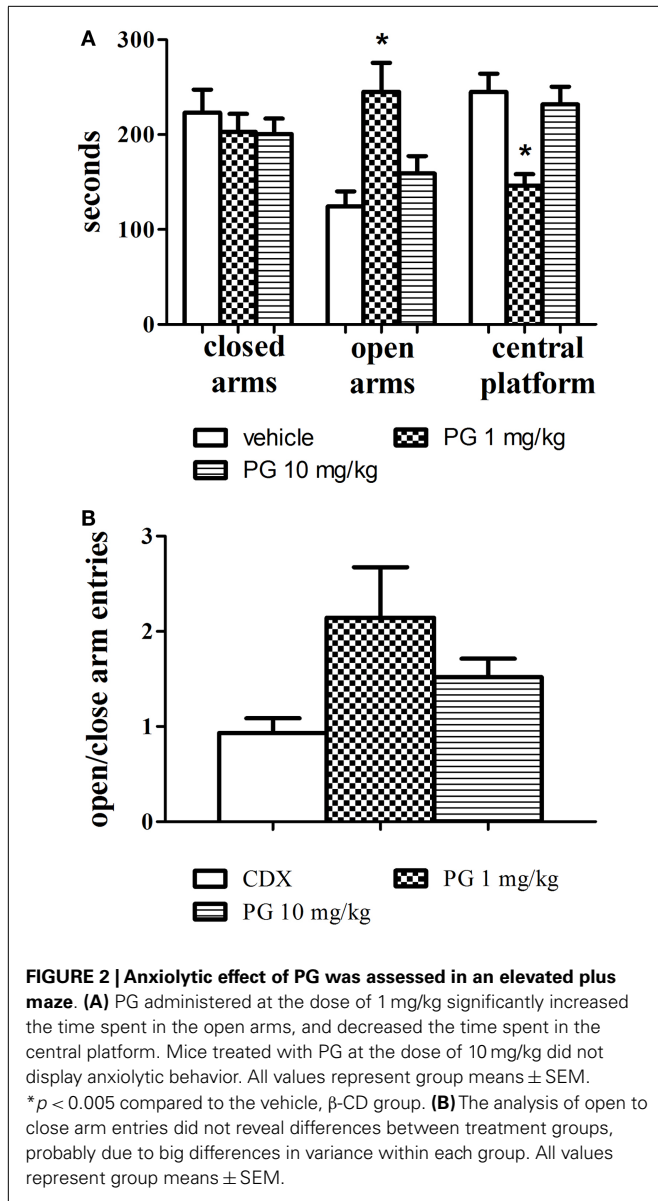 A
300
*
200
*
100
0
seconds
closed arms
open arms
central platform
vehicle
PG 1 mg/kg
PG 10 mg/kg
B
3
2
1
0
open/close arm entries
CDX
PG 1 mg/kg
PG 10 mg/kg
FIGURE 2 | Anxiolytic effect of PG was assessed in an elevated plus
maze. (A) PG administered at the dose of 1 mg/kg significantly increased
the time spent in the open arms, and decreased the time spent in the
central platform. Mice treated with PG at the dose of 10 mg/kg did not
display anxiolytic behavior. All values represent group means ± SEM.
*p < 0.005 compared to the vehicle, β-CD group. (B) The analysis of open to
close arm entries did not reveal differences between treatment groups,
probably due to big differences in variance within each group. All values
represent group means ± SEM.